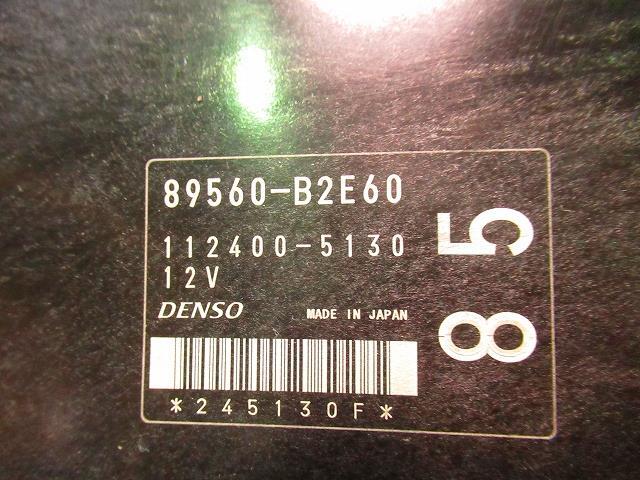 89560-B2E60
112400-5130
12V
DENSO MADE IN JAPAN
*245130F*
85